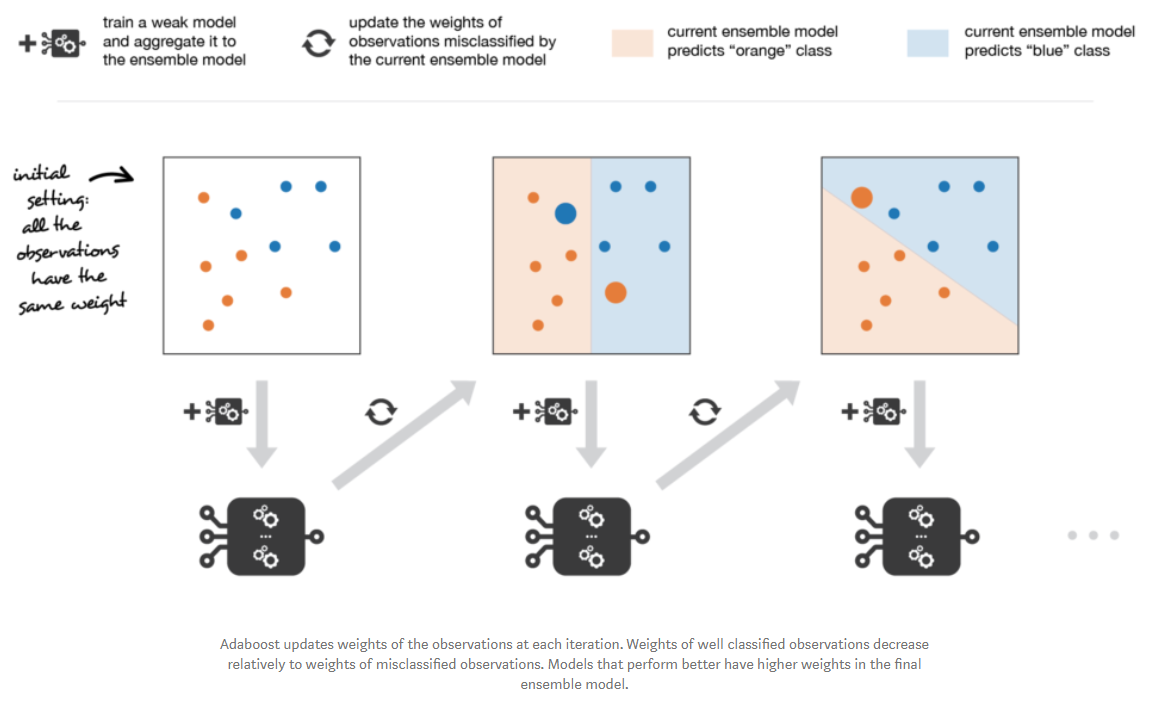 train a weak model
and aggregate it to
the ensemble model
update the weights of
observations misclassified by
the current ensemble model
current ensemble model
predicts “orange” class
current ensemble model
predicts “blue” class
initial
setting:
all the
observations
have the
same weight
Adaboost updates weights of the observations at each iteration. Weights of well classified observations decrease
relatively to weights of misclassified observations. Models that perform better have higher weights in the final
ensemble model.